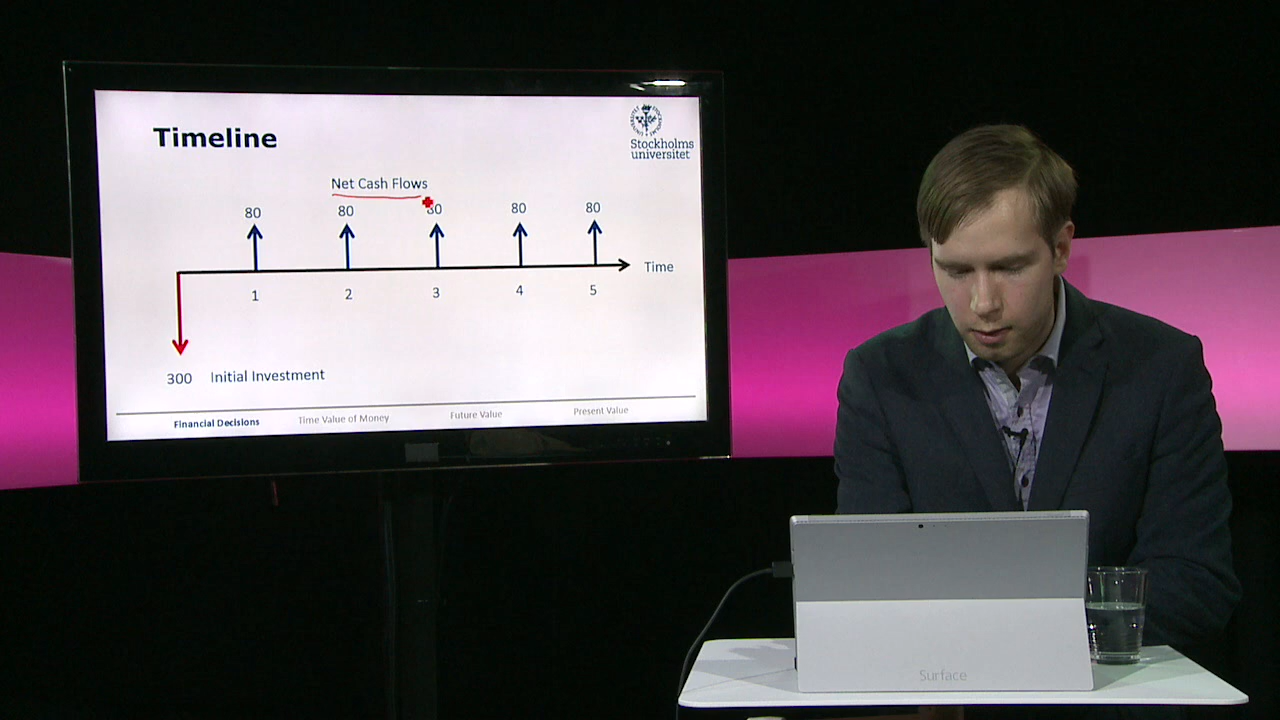 Timeline
Stockholms
universitet
Net Cash Flows
80 80 80 80 80
Time
1 2 3 4 5
300 Initial Investment
Financial Decisions Time Value of Money Future Value Present Value
Surface